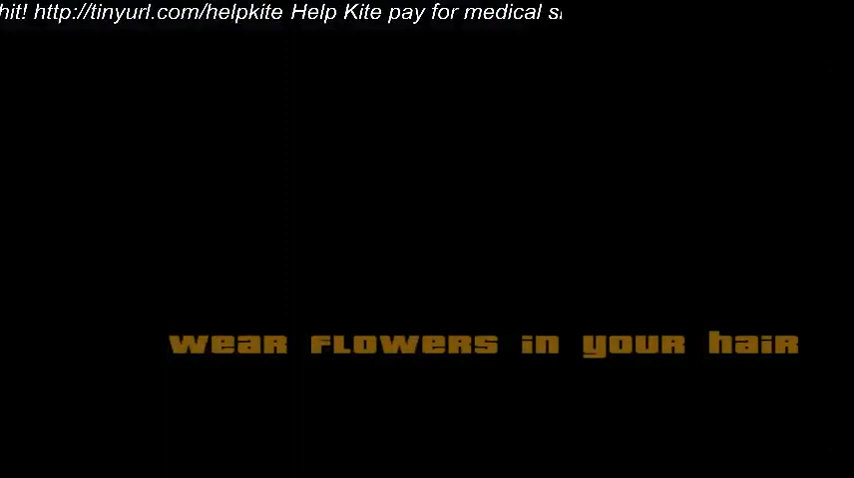 hit! http://tinyurl.com/helpkite Help Kite pay for medical
wear flowers in your hair